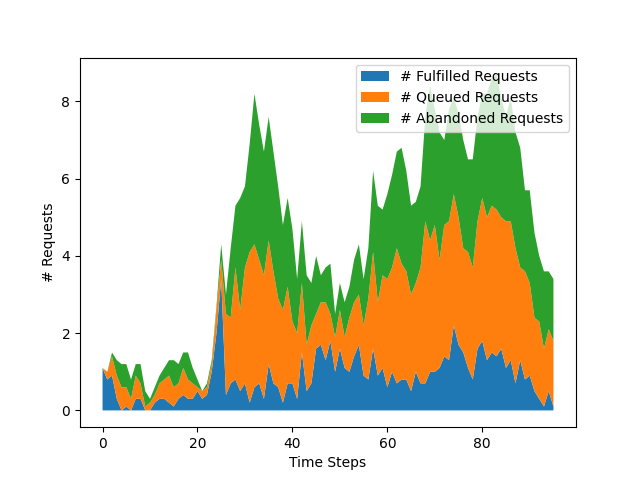 # Fulfilled Requests
# Queued Requests
# Abandoned Requests
8
6
4
2
0
# Requests
0 20 40 60 80
Time Steps